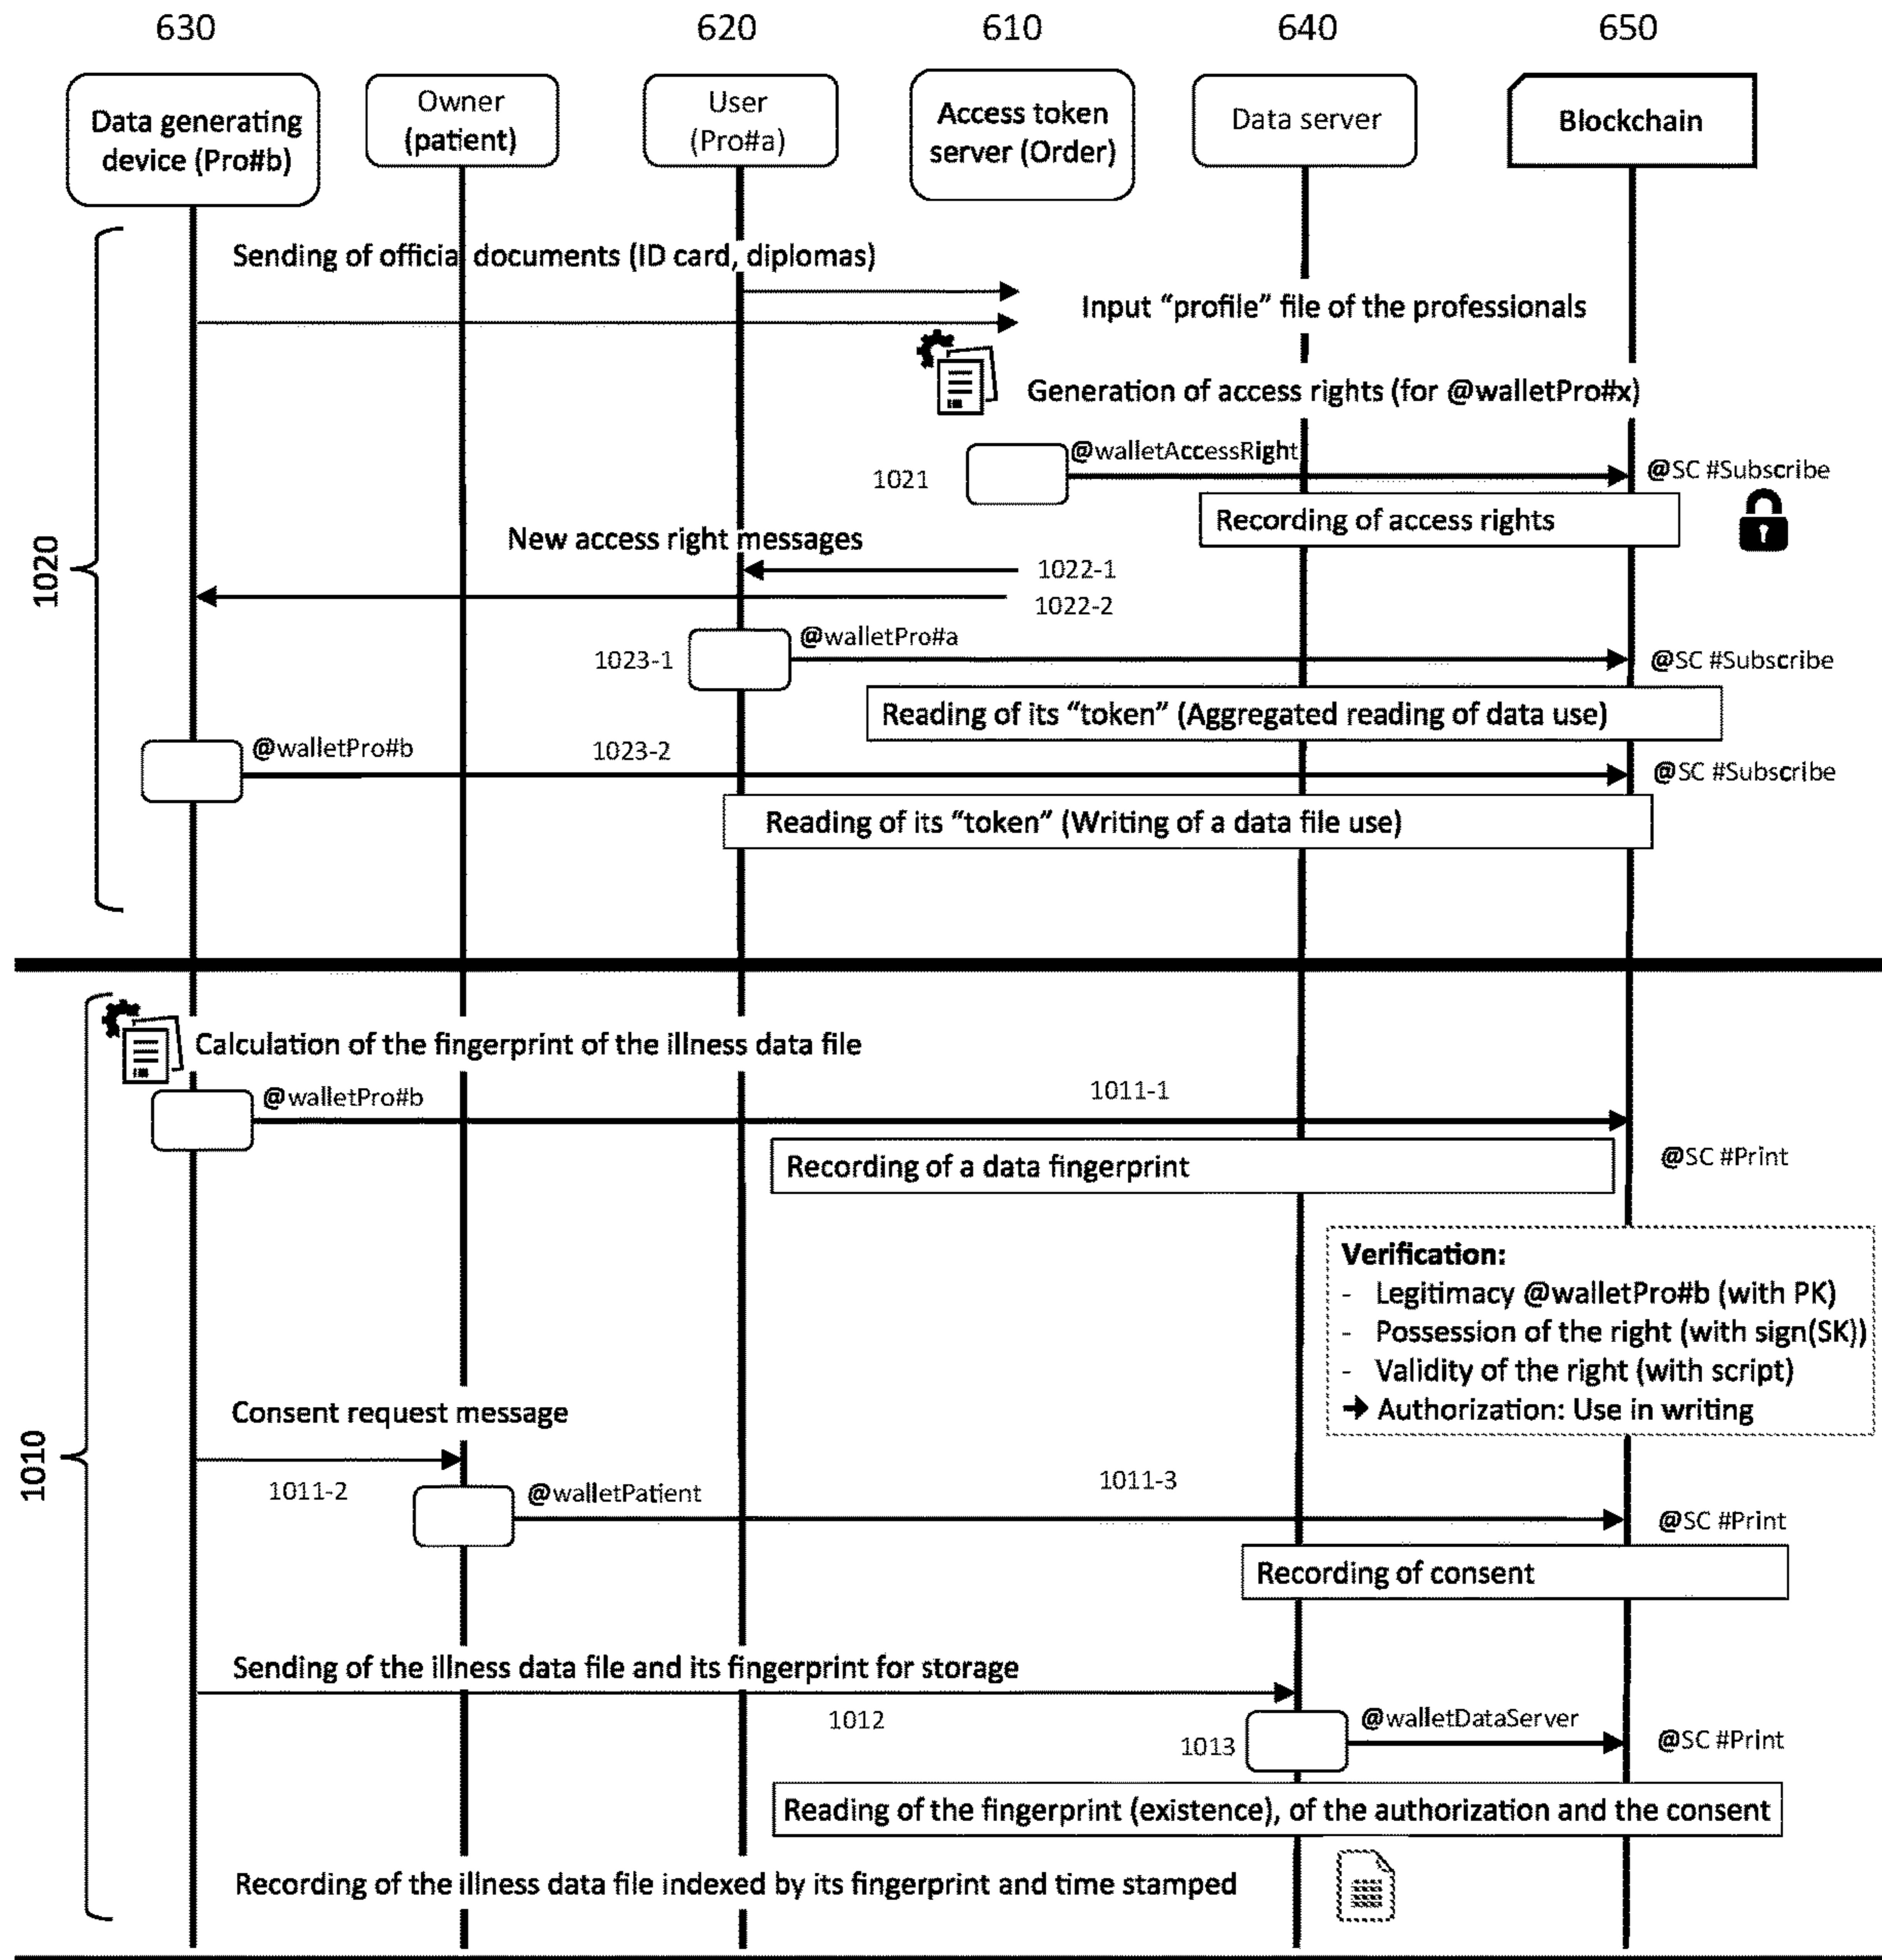 630
620
610
640
650
Data generating
device (Pro#b)
Owner
(patient)
User
(Pro#a)
Access token
server (Order)
Data server
Blockchain
1020
Sending of official documents (ID card, diplomas)
Input “profile” file of the professionals
Generation of access rights (for @walletPro#x)
1021
@walletAccessRight
@SC #Subscribe
Recording of access rights
New access right messages
1022-1
1022-2
1023-1
@walletPro#a
@SC #Subscribe
Reading of its “token” (Aggregated reading of data use)
@walletPro#b
1023-2
@SC #Subscribe
Reading of its “token” (Writing of a data file use)
1010
Calculation of the fingerprint of the illness data file
@walletPro#b
1011-1
Recording of a data fingerprint
@SC #Print
Verification:
- Legitimacy @walletPro#b (with PK)
- Possession of the right (with sign(SK))
- Validity of the right (with script)
➔ Authorization: Use in writing
Consent request message
1011-2
@walletPatient
1011-3
@SC #Print
Recording of consent
Sending of the illness data file and its fingerprint for storage
1012
1013
@walletDataServer
@SC #Print
Reading of the fingerprint (existence), of the authorization and the consent
Recording of the illness data file indexed by its fingerprint and time stamped